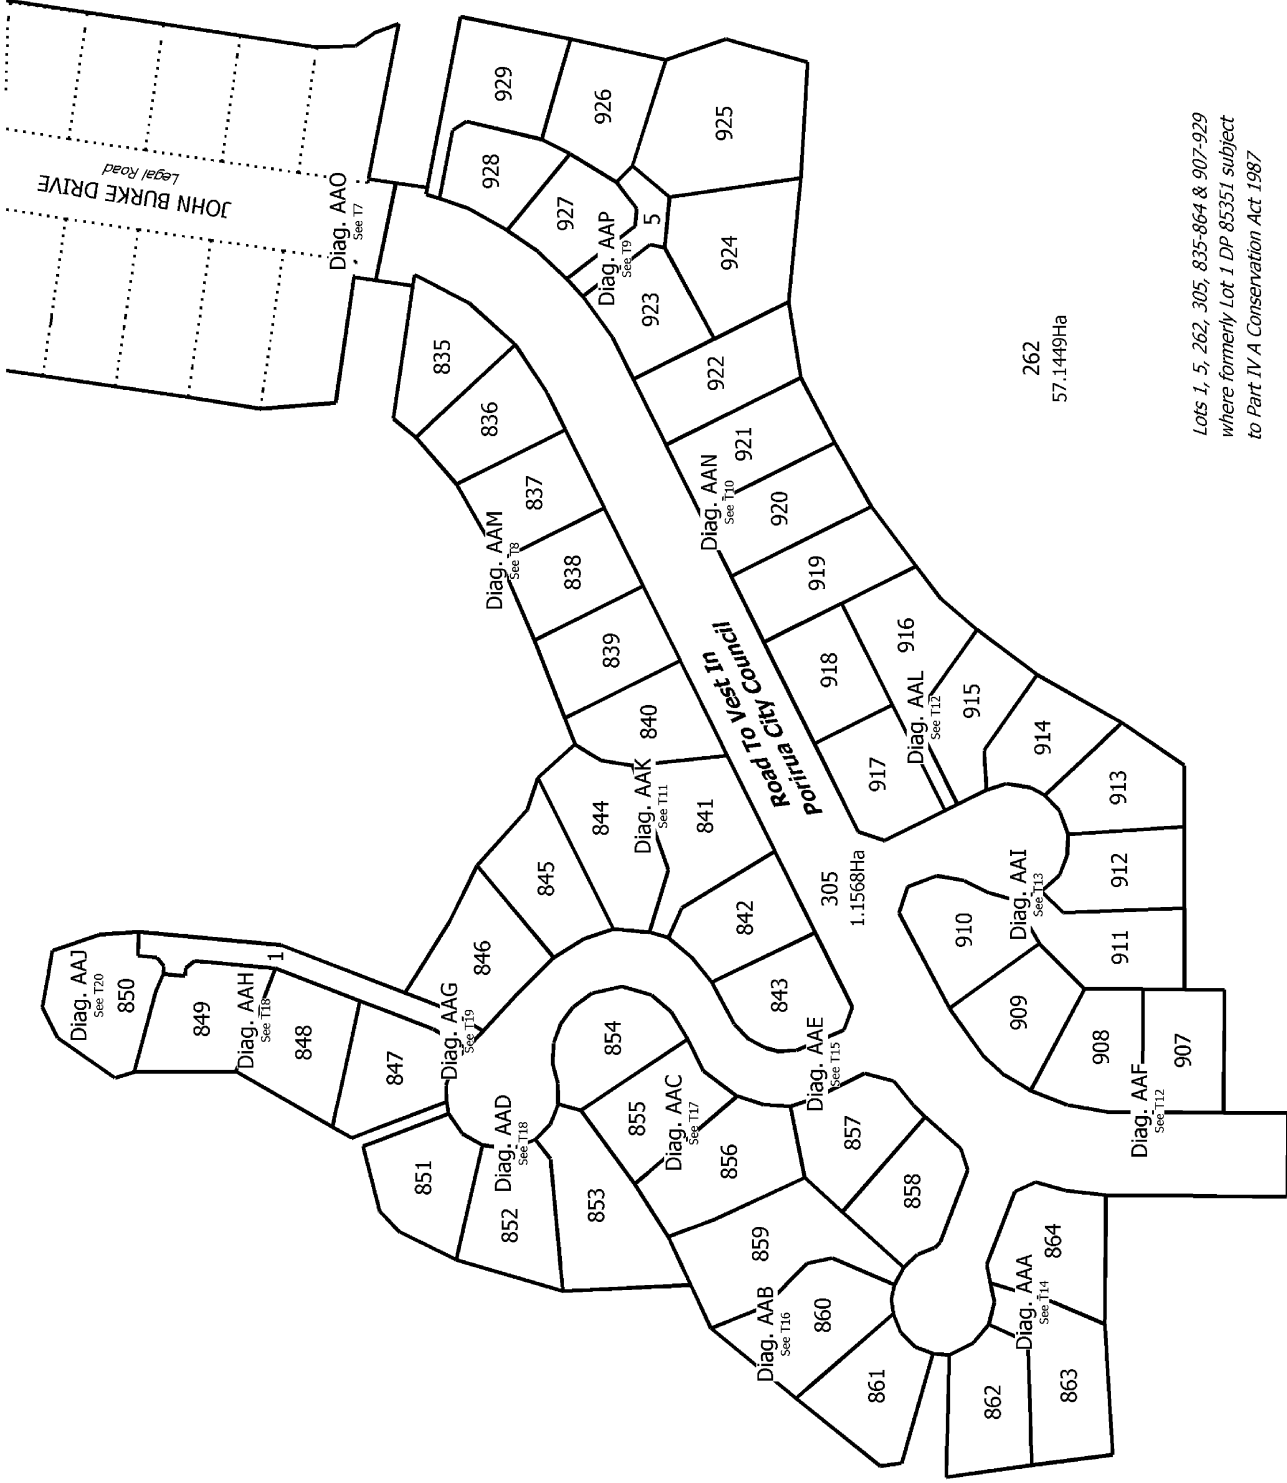 JOHN BURKE DRIVE
Legal Road
Diag. AAO
See T7
929
926
925
928
927
Diag. AAP
See T9
5
924
923
922
921
Diag. AAN
See T10
920
919
918
917
916
Diag. AAL
See T12
915
914
913
912
911
Diag. AAI
See T13
910
909
908
907
Diag. AAF
See T12
835
836
837
Diag. AAM
See T8
838
839
840
Road To Vest In
Porirua City Council
305
1.1568Ha
844
Diag. AAK
See T11
841
845
842
843
846
1
Diag. AAJ
See T20
850
849
Diag. AAH
See T18
848
847
Diag. AAG
See T19
854
Diag. AAE
See T15
855
Diag. AAC
See T17
856
857
858
Diag. AAD
See T18
851
852
853
859
Diag. AAB
See T16
860
861
862
863
864
Diag. AAA
See T14
262
57.1449Ha
Lots 1, 5, 262, 305, 835-864 & 907-929
where formerly Lot 1 DP 85351 subject
to Part IV A Conservation Act 1987